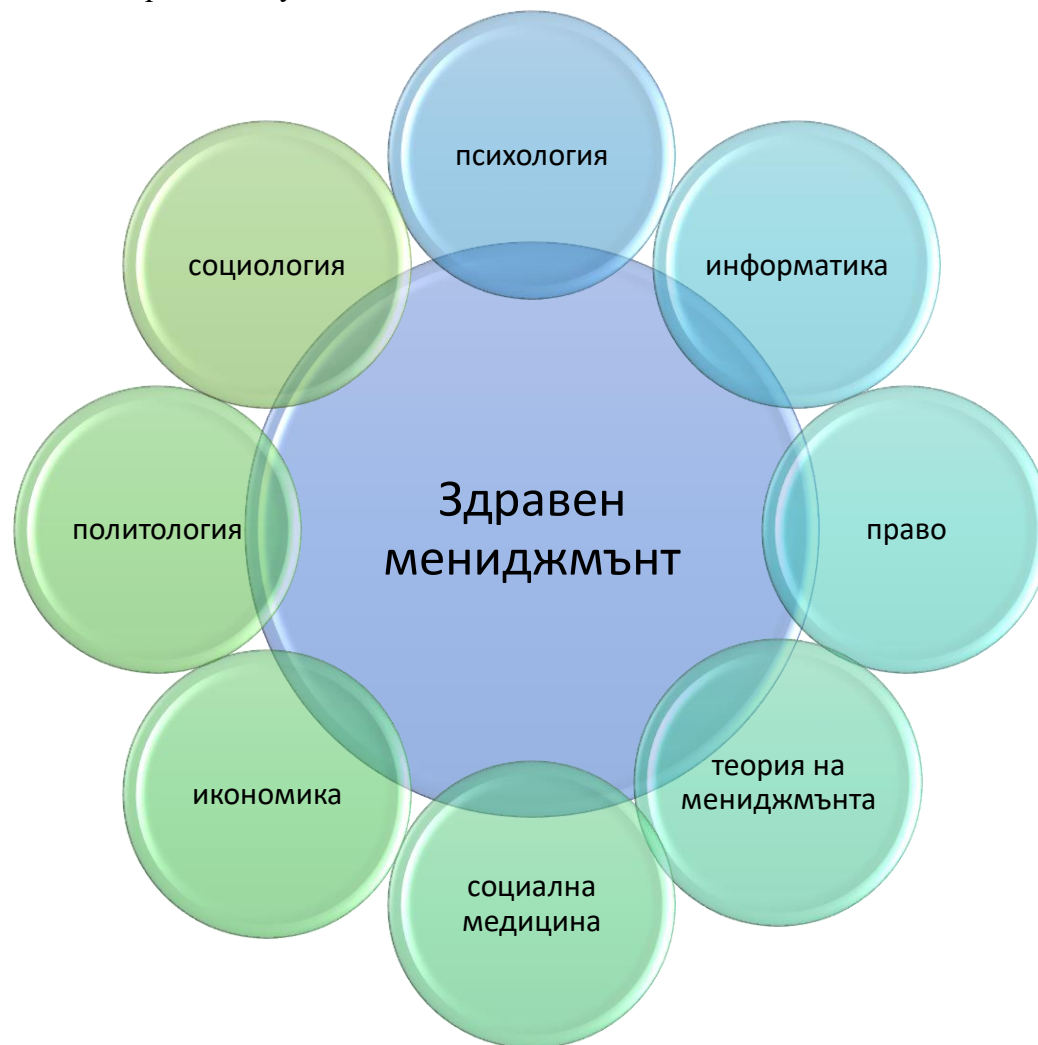 психология
информатика
социология
Здравен
мениджмънт
политология
право
теория на
мениджмънта
икономика
социална
медицина